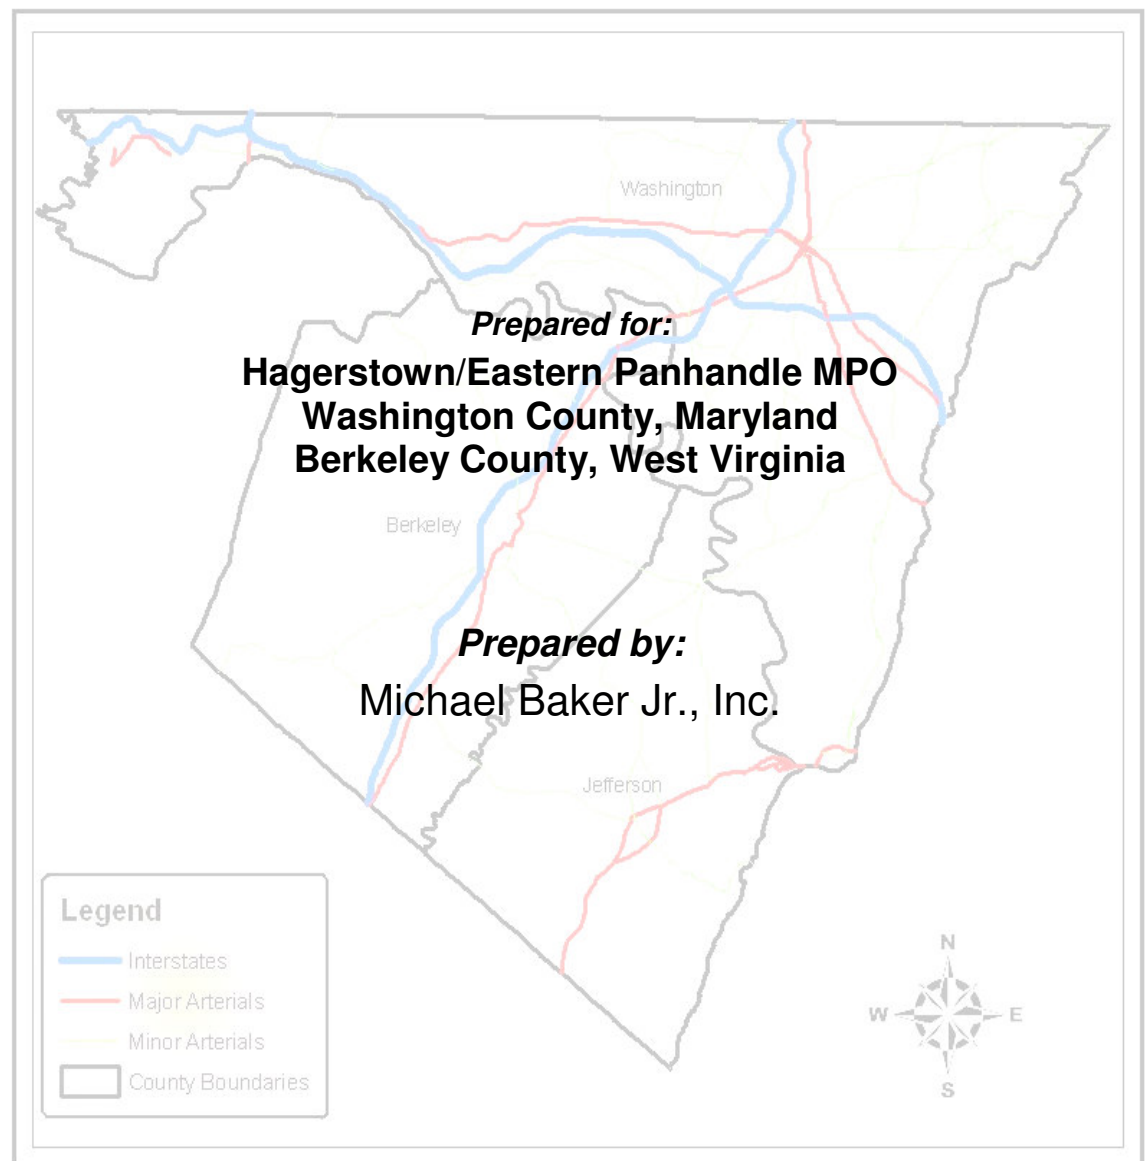 Washington
Prepared for:
Hagerstown/Eastern Panhandle MPO
Washington County, Maryland
Berkeley County, West Virginia
Berkeley
Prepared by:
Michael Baker Jr., Inc.
Jefferson
Legend
Interstates
Major Arterials
Minor Arterials
County Boundaries
N
W
E
S